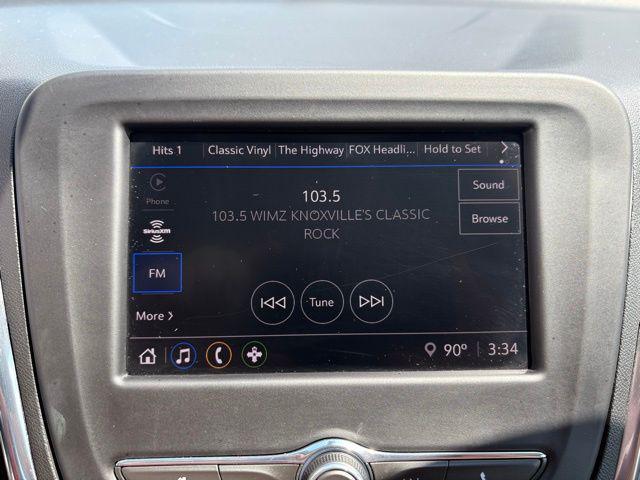 Hits 1 Classic Vinyl The Highway FOX Headli... Hold to Set
Phone
SiriusXM
FM
More
103.5
103.5 WIMZ KNOXVILLE'S CLASSIC
ROCK
Tune
Sound
Browse
90° 3:34